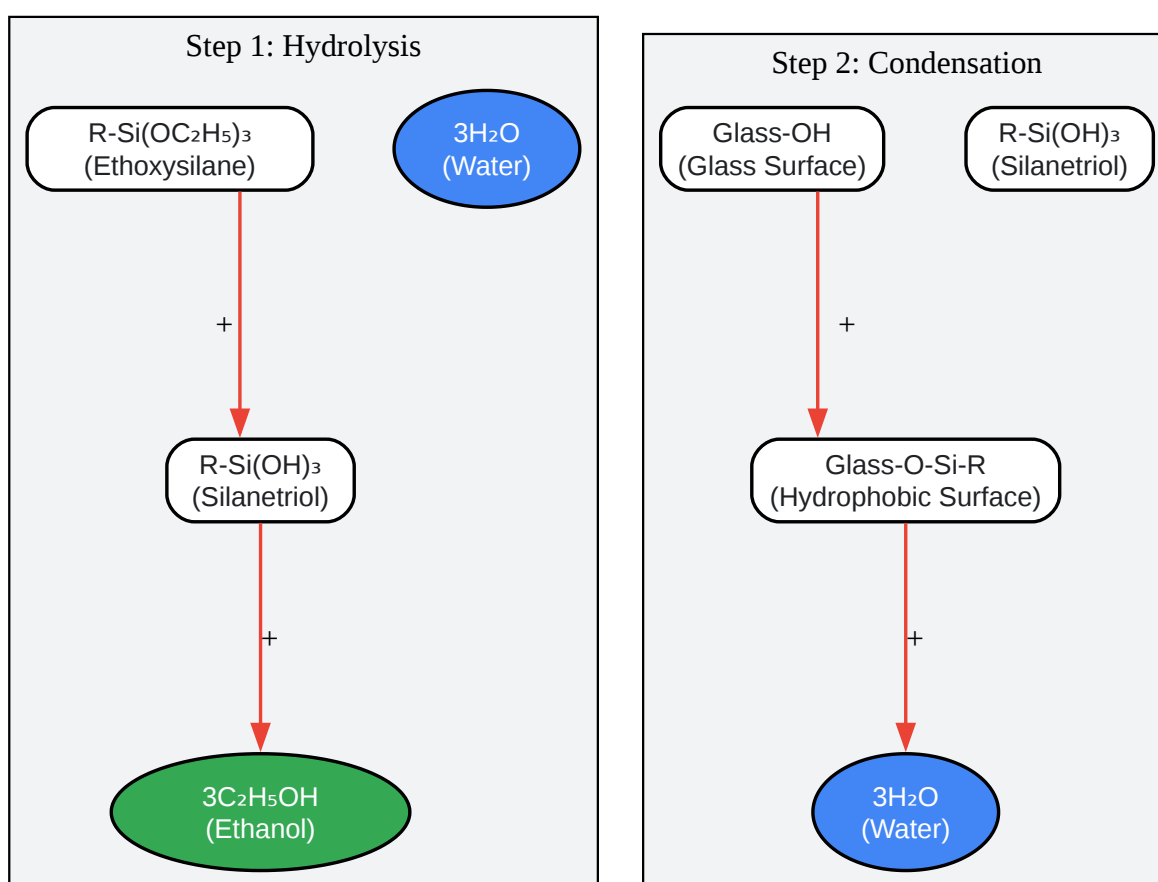 Step 1: Hydrolysis
R-Si(OC₂H₅)₃
(Ethoxysilane)
3H₂O
(Water)
+
R-Si(OH)₃
(Silanetriol)
+
3C₂H₅OH
(Ethanol)
Step 2: Condensation
Glass-OH
(Glass Surface)
R-Si(OH)₃
(Silanetriol)
+
Glass-O-Si-R
(Hydrophobic Surface)
+
3H₂O
(Water)